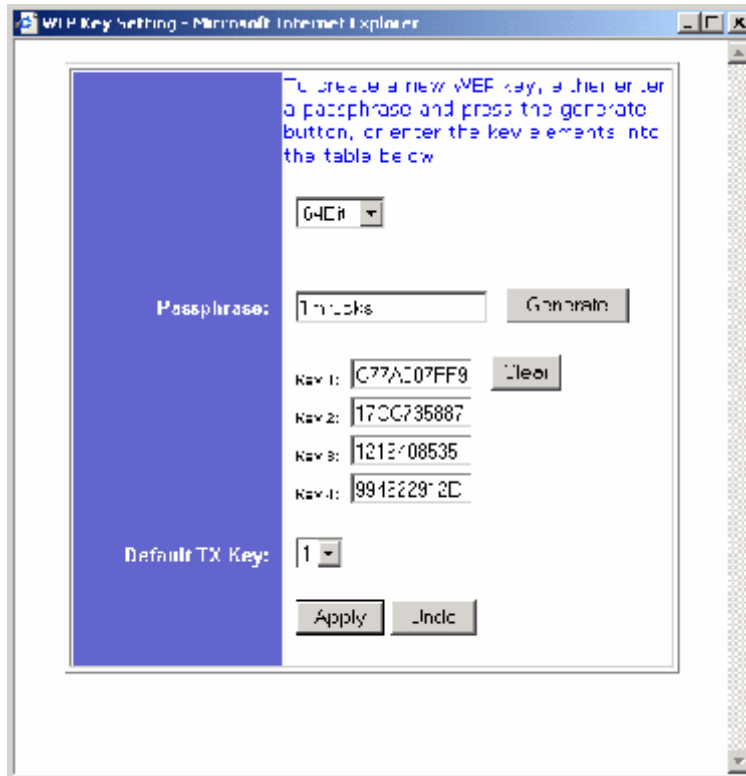 WEP Key Setting - Microsoft Internet Explorer
To create a new WEP key, either enter
a passphrase and press the generate
button, or enter the key elements into
the table below
64Bit
Passphrase: Generate
Key 1: Clear
Key 2:
Key 3:
Key 4:
Default TX Key: 1
Apply Undo